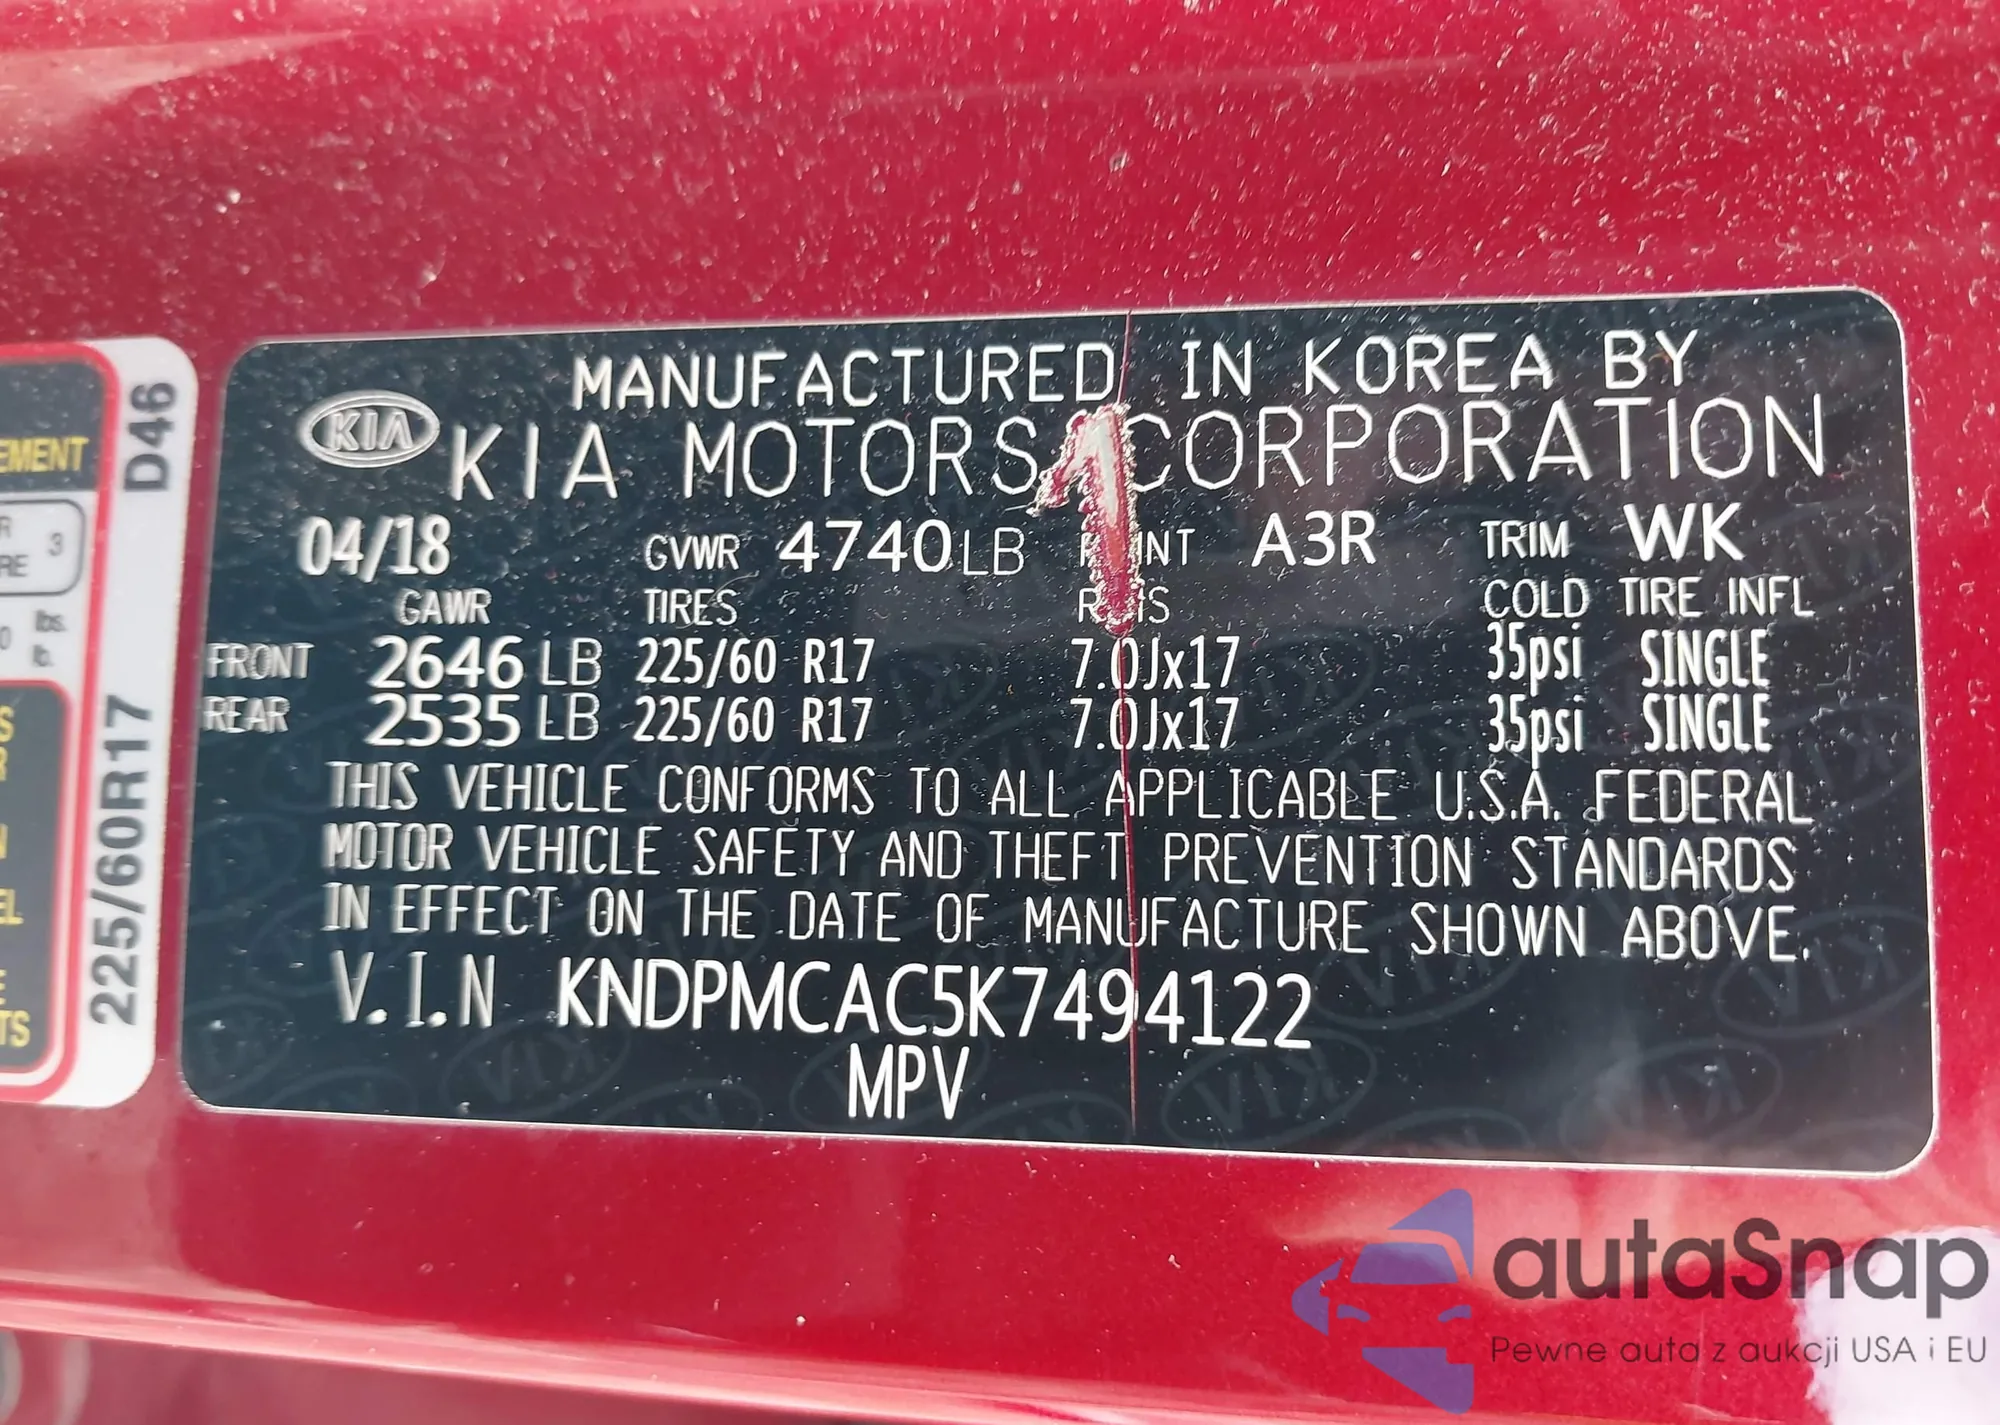 MANUFACTURED IN KOREA BY
KIA KIA MOTORS CORPORATION
04/18 GVWR 4740LB A3R TRIM WK
GAWR TIRES COLD TIRE INFL
FRONT 2646 LB 225/60 R17 7.0Jx17 35psi SINGLE
REAR 2535 LB 225/60 R17 7.0Jx17 35psi SINGLE
THIS VEHICLE CONFORMS TO ALL APPLICABLE U.S.A. FEDERAL
MOTOR VEHICLE SAFETY AND THEFT PREVENTION STANDARDS
IN EFFECT ON THE DATE OF MANUFACTURE SHOWN ABOVE.
V.I.N KNDPMCAC5K7494122
MPV
D46
225/60R17
3
lbs.
lb.
autaSnap
Pewne auta z aukcji USA i EU